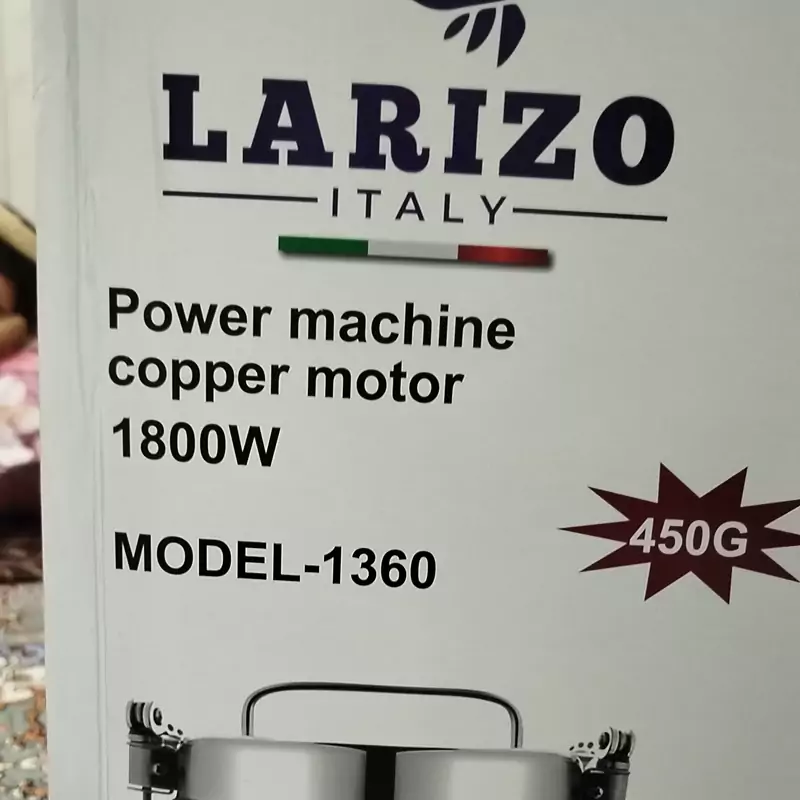 LARIZO
ITALY
Power machine
copper motor
1800W
450G
MODEL-1360